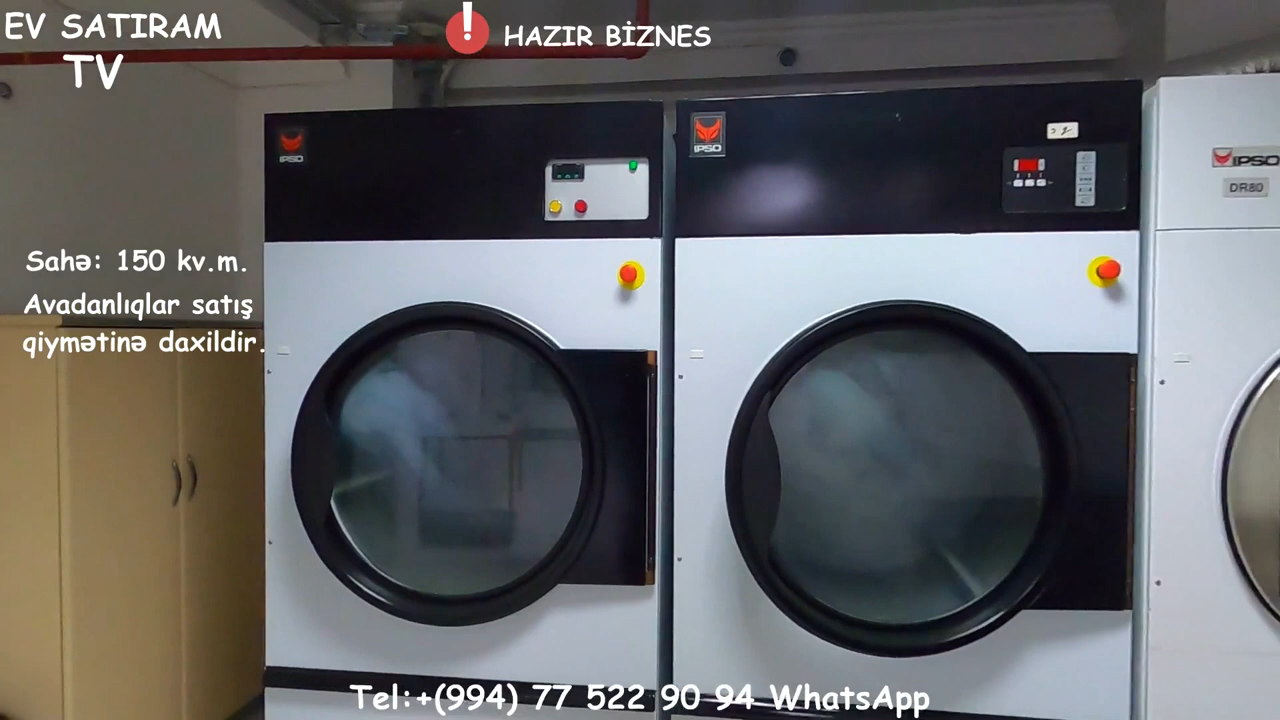 EV SATIRAM
TV
! HAZIR BİZNES
IPSO
IPSO
IPSO
DR80
Sahə: 150 kv.m.
Avadanlıqlar satış
qiymətinə daxildir.
Tel:+(994) 77 522 90 94 WhatsApp